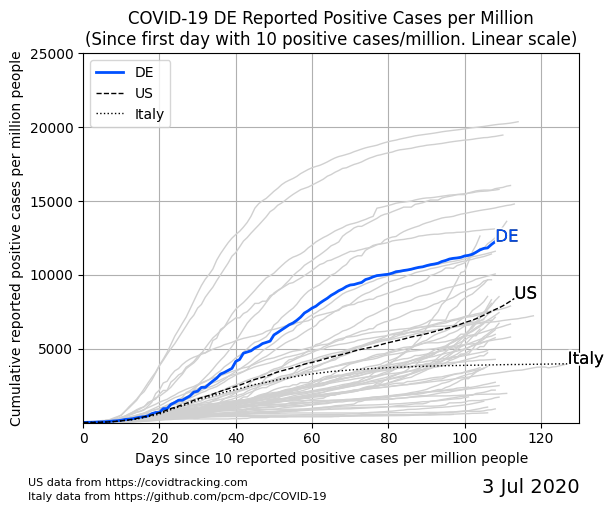 COVID-19 DE Reported Positive Cases per Million
(Since first day with 10 positive cases/million. Linear scale)
Cumulative reported positive cases per million people
25000
20000
15000
10000
5000
DE
US
Italy
DE
US
Italy
0
20
40
60
80
100
120
Days since 10 reported positive cases per million people
US data from https://covidtracking.com
Italy data from https://github.com/pcm-dpc/COVID-19
3 Jul 2020